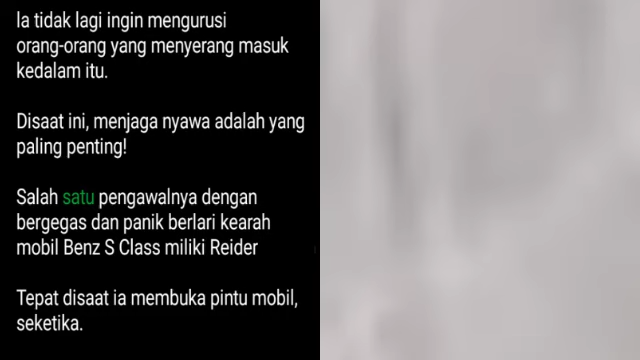 Ia tidak lagi ingin mengurusi
orang-orang yang menyerang masuk
kedalam itu.
Disaat ini, menjaga nyawa adalah yang
paling penting!
Salah satu pengawalnya dengan
bergegas dan panik berlari kearah
mobil Benz S Class miliki Reider
Tepat disaat ia membuka pintu mobil,
seketika.